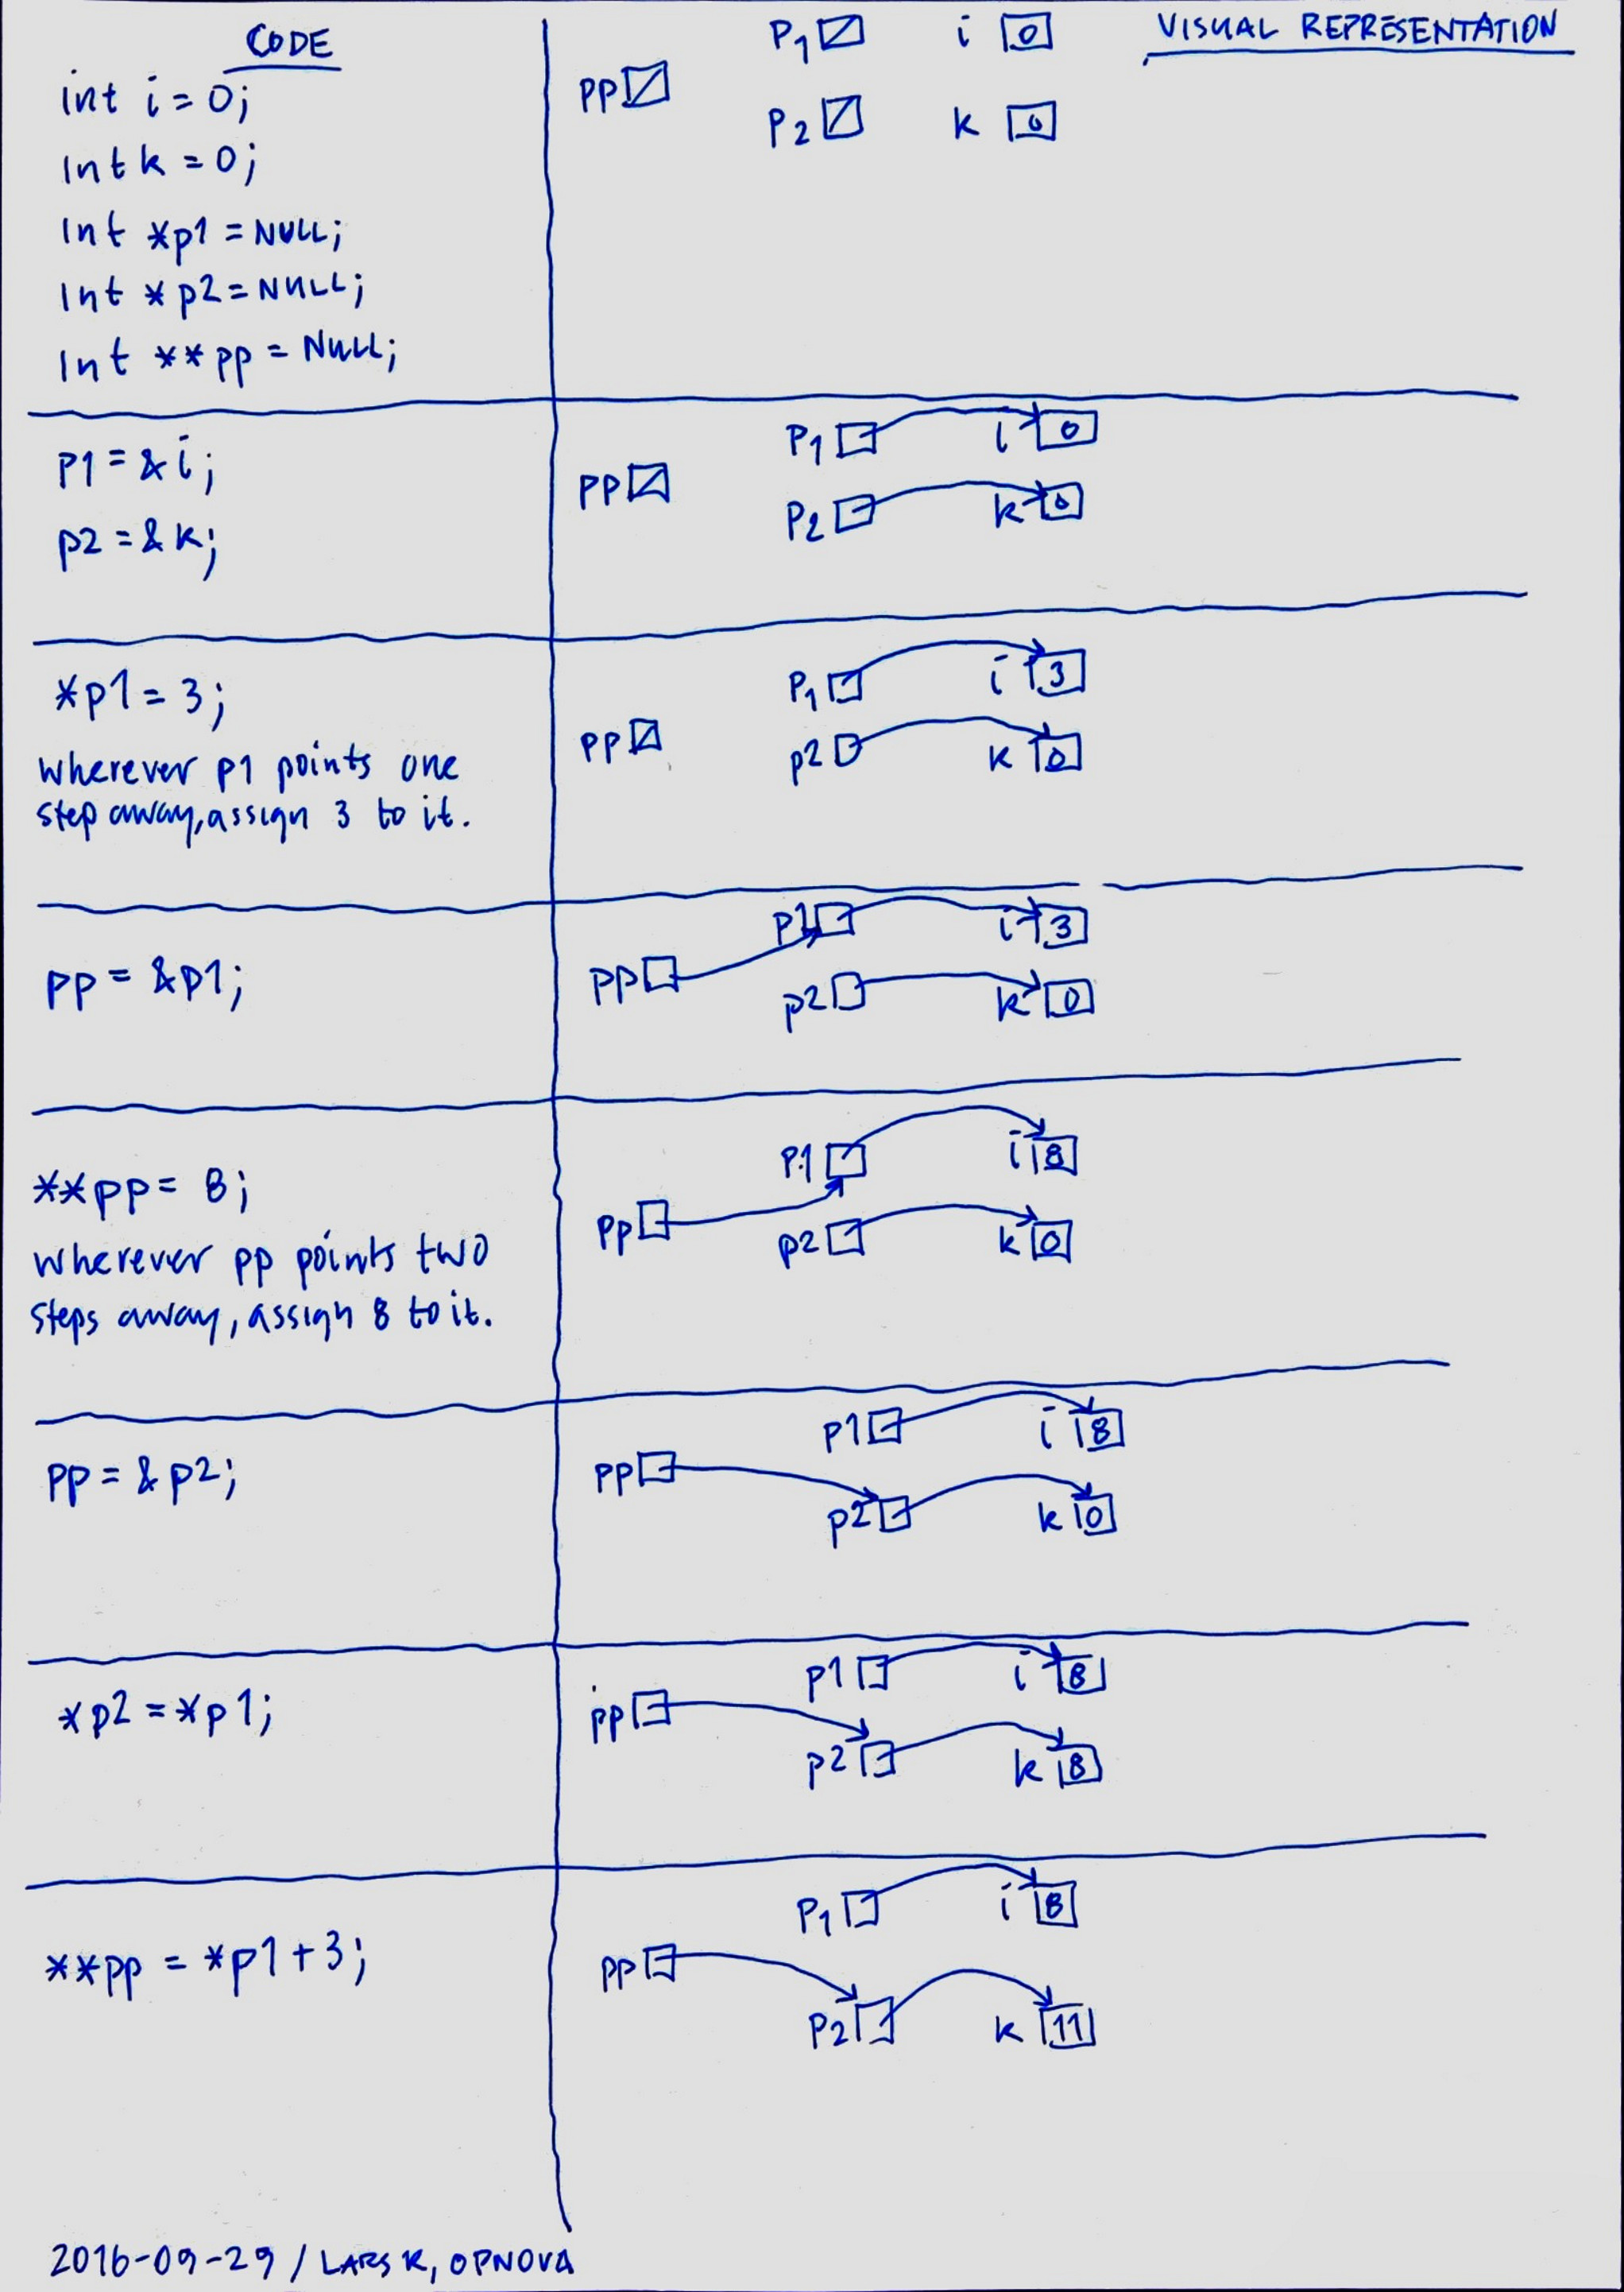 CODE
int i = 0;
Int k = 0;
Int *p1 = NULL;
Int *p2 = NULL;
Int **pp = NULL;
VISUAL REPRESENTATION
P1 i 0
pp
P2 k 0
p1 = &i;
p2 = &k;
P1 i 0
pp
P2 k 0
*p1 = 3;
wherever p1 points one
step away, assign 3 to it.
P1 i 3
pp
p2 k 0
pp = &p1;
p1 i 3
pp
p2 k 0
**pp = 8;
wherever pp points two
steps away, assign 8 to it.
P1 i 8
pp
p2 k 0
pp = &p2;
p1 i 8
pp
p2 k 0
*p2 = *p1;
p1 i 8
pp
p2 k 8
**pp = *p1 + 3;
P1 i 8
pp
P2 k 11
2016-09-29 / LARS K, OPNOVA